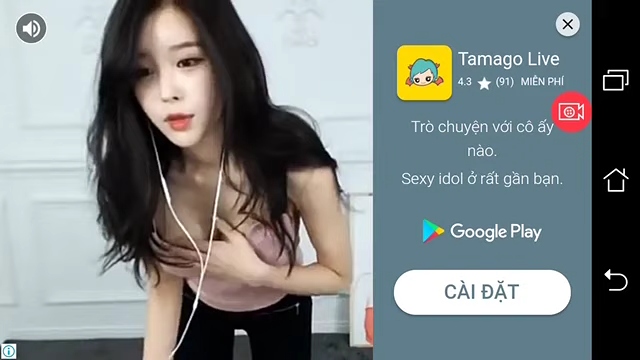 Tamago Live
4.3 ★ (91) MIỄN PHÍ
Trò chuyện với cô ấy
nào.
Sexy idol ở rất gần bạn.
Google Play
CÀI ĐẶT